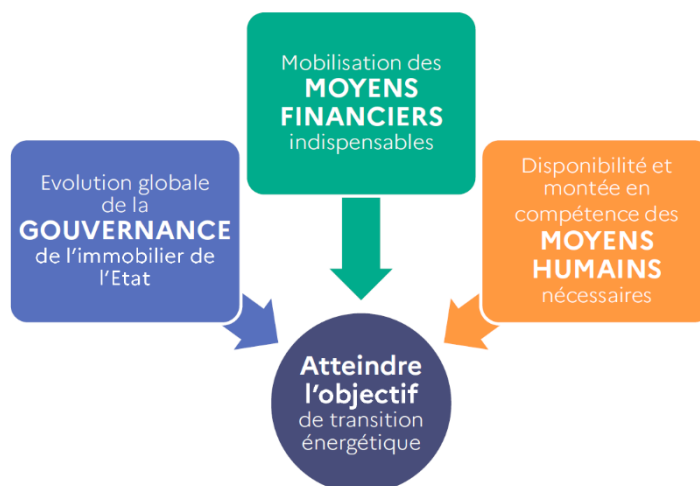 Mobilisation des
MOYENS
FINANCIERS
indispensables
Evolution globale
de la
GOUVERNANCE
de l'immobilier de
l'Etat
Disponibilité et
montée en
compétence des
MOYENS
HUMAINS
nécessaires
Atteindre
l'objectif
de transition
énergétique